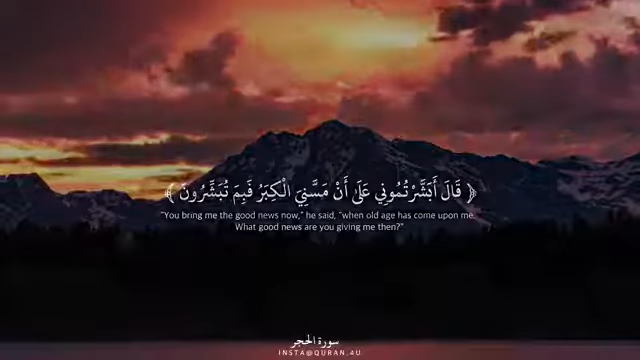 ﴿ قَالَ أَبَشَّرْتُمُونِي عَلَىٰ أَنْ مَسَّنِيَ الْكِبَرُ فَبِمَ تُبَشِّرُونَ ﴾
"You bring me the good news now," he said, "when old age has come upon me.
What good news are you giving me then?"
سورة الحجر
INSTA@QURAN.4U